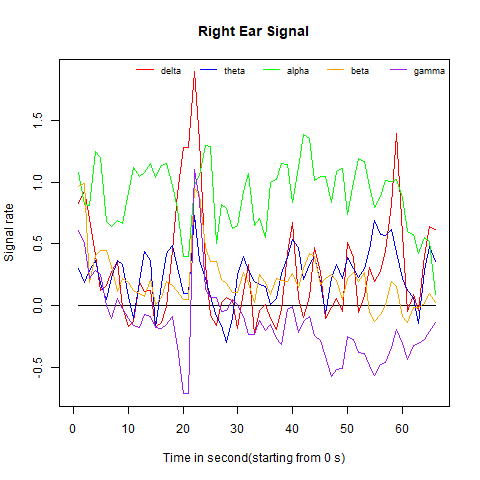 Right Ear Signal
delta theta alpha beta gamma
Signal rate
1.5
1.0
0.5
0.0
-0.5
0 10 20 30 40 50 60
Time in second(starting from 0 s)